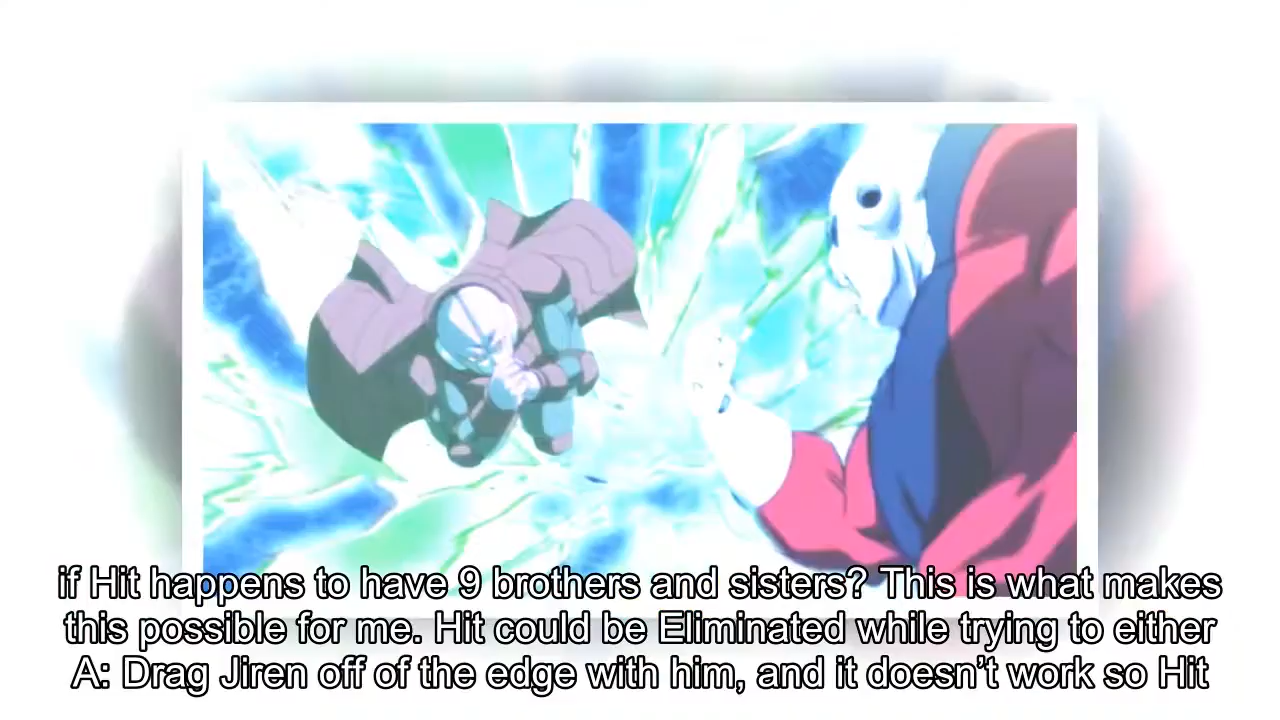 if Hit happens to have 9 brothers and sisters? This is what makes
this possible for me. Hit could be Eliminated while trying to either
A: Drag Jiren off of the edge with him, and it doesn’t work so Hit